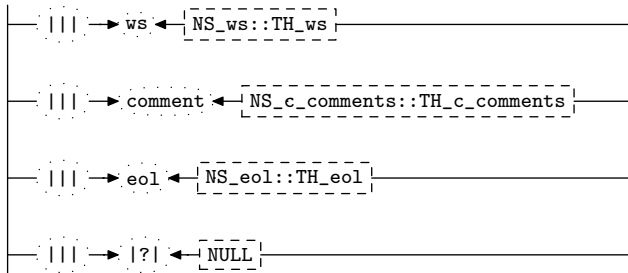 ||| ws NS_ws::TH_ws
||| comment NS_c_comments::TH_c_comments
||| eol NS_eol::TH_eol
||| |?| NULL